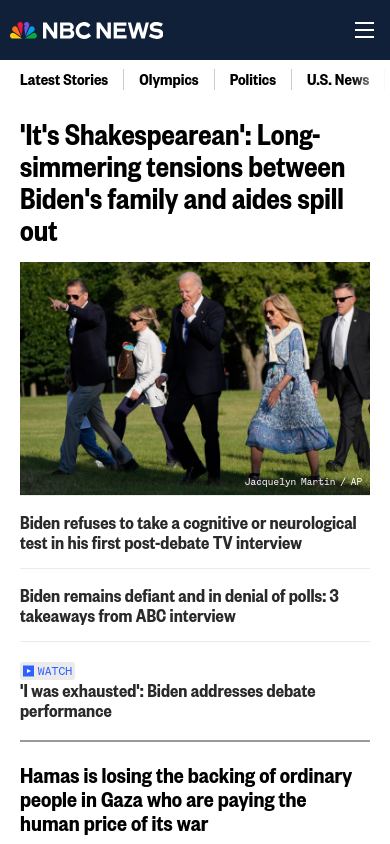 NBC NEWS
Latest Stories
Olympics
Politics
U.S. News
'It's Shakespearean': Long-
simmering tensions between
Biden's family and aides spill
out
Jacquelyn Martin / AP
Biden refuses to take a cognitive or neurological
test in his first post-debate TV interview
Biden remains defiant and in denial of polls: 3
takeaways from ABC interview
WATCH
'I was exhausted': Biden addresses debate
performance
Hamas is losing the backing of ordinary
people in Gaza who are paying the
human price of its war